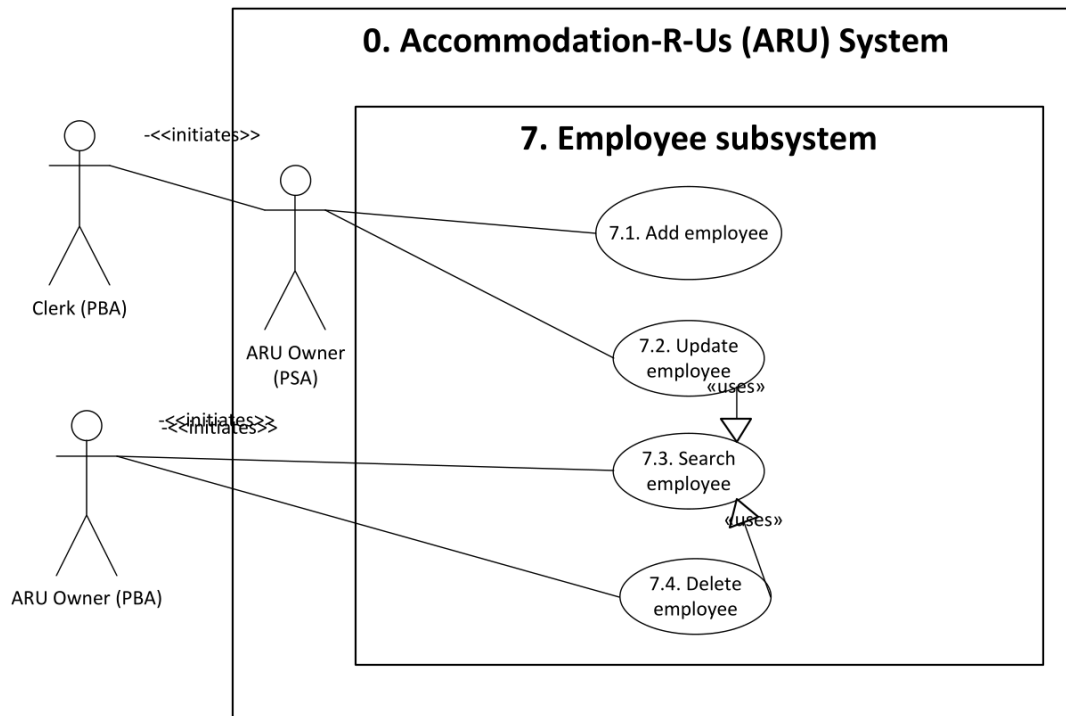 0. Accommodation-R-Us (ARU) System
-<<initiates>>
7. Employee subsystem
7.1. Add employee
Clerk (PBA)
ARU Owner
(PSA)
7.2. Update
employee
«uses»
-<<initiates>>
-<<initiates>>
7.3. Search
employee
«uses»
7.4. Delete
employee
ARU Owner (PBA)